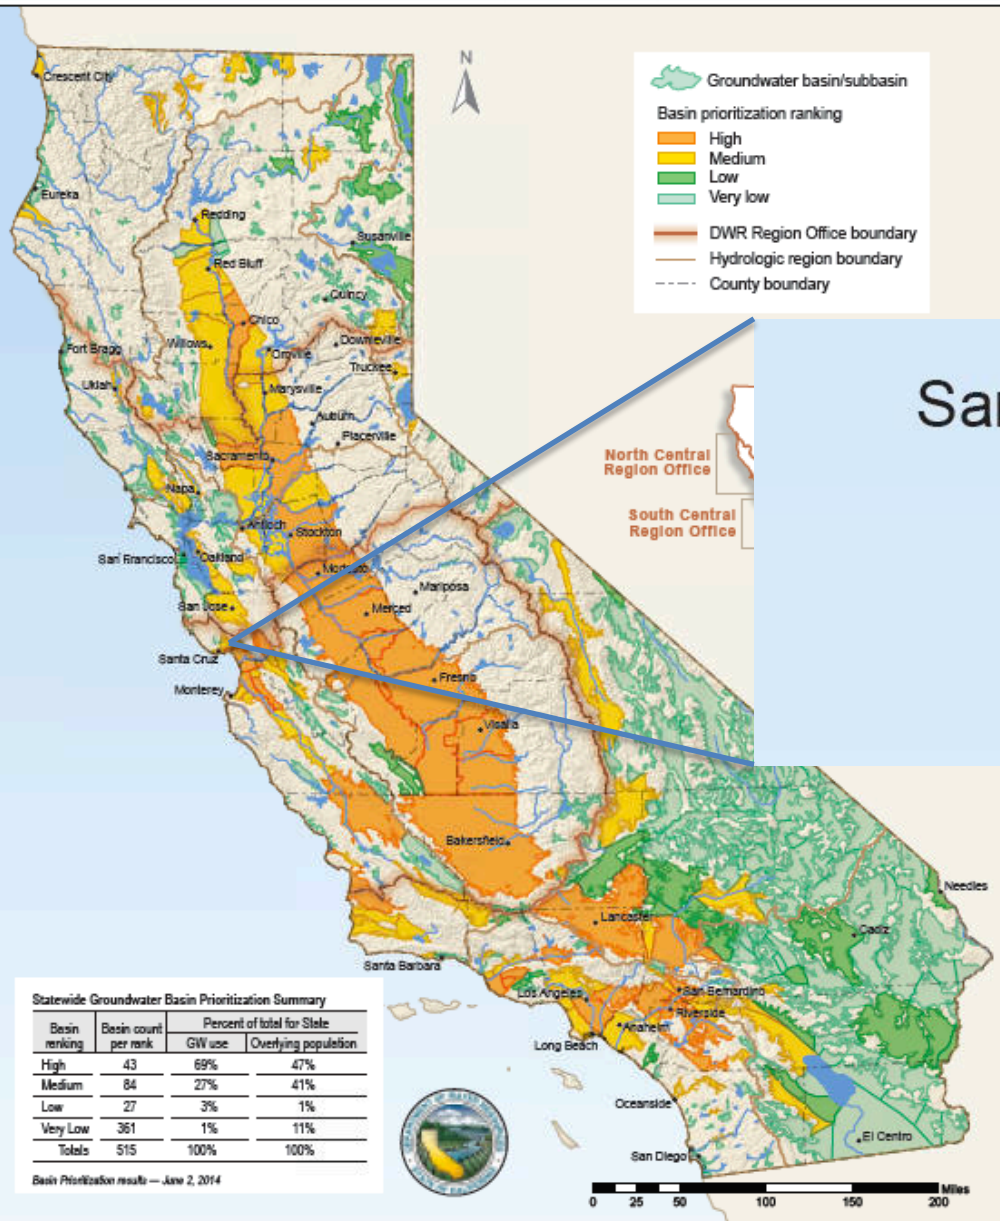 N
Groundwater basin/subbasin
Basin prioritization ranking
High
Medium
Low
Very low
DWR Region Office boundary
Hydrologic region boundary
County boundary
Crescent City
Eureka
Redding
Susanville
Red Bluff
Quincy
Chico
Fort Bragg
Willows
Oroville
Downieville
Truckee
Ukiah
Marysville
Auburn
Placerville
Sacramento
Napa
Antioch
Stockton
San Francisco
Oakland
Modesto
Mariposa
San Jose
Merced
Santa Cruz
Fresno
Monterey
Visalia
Bakersfield
Needles
Lancaster
Cadiz
Santa Barbara
Los Angeles
San Bernardino
Riverside
Anaheim
Long Beach
Oceanside
El Centro
San Diego
North Central
Region Office
South Central
Region Office
Sa
Statewide Groundwater Basin Prioritization Summary
Basin ranking Basin count per rank Percent of total for State
GW use Overlying population
High 43 69% 47%
Medium 84 27% 41%
Low 27 3% 1%
Very Low 361 1% 11%
Totals 515 100% 100%
Basin Prioritization results — June 2, 2014
Miles
0 25 50 100 150 200